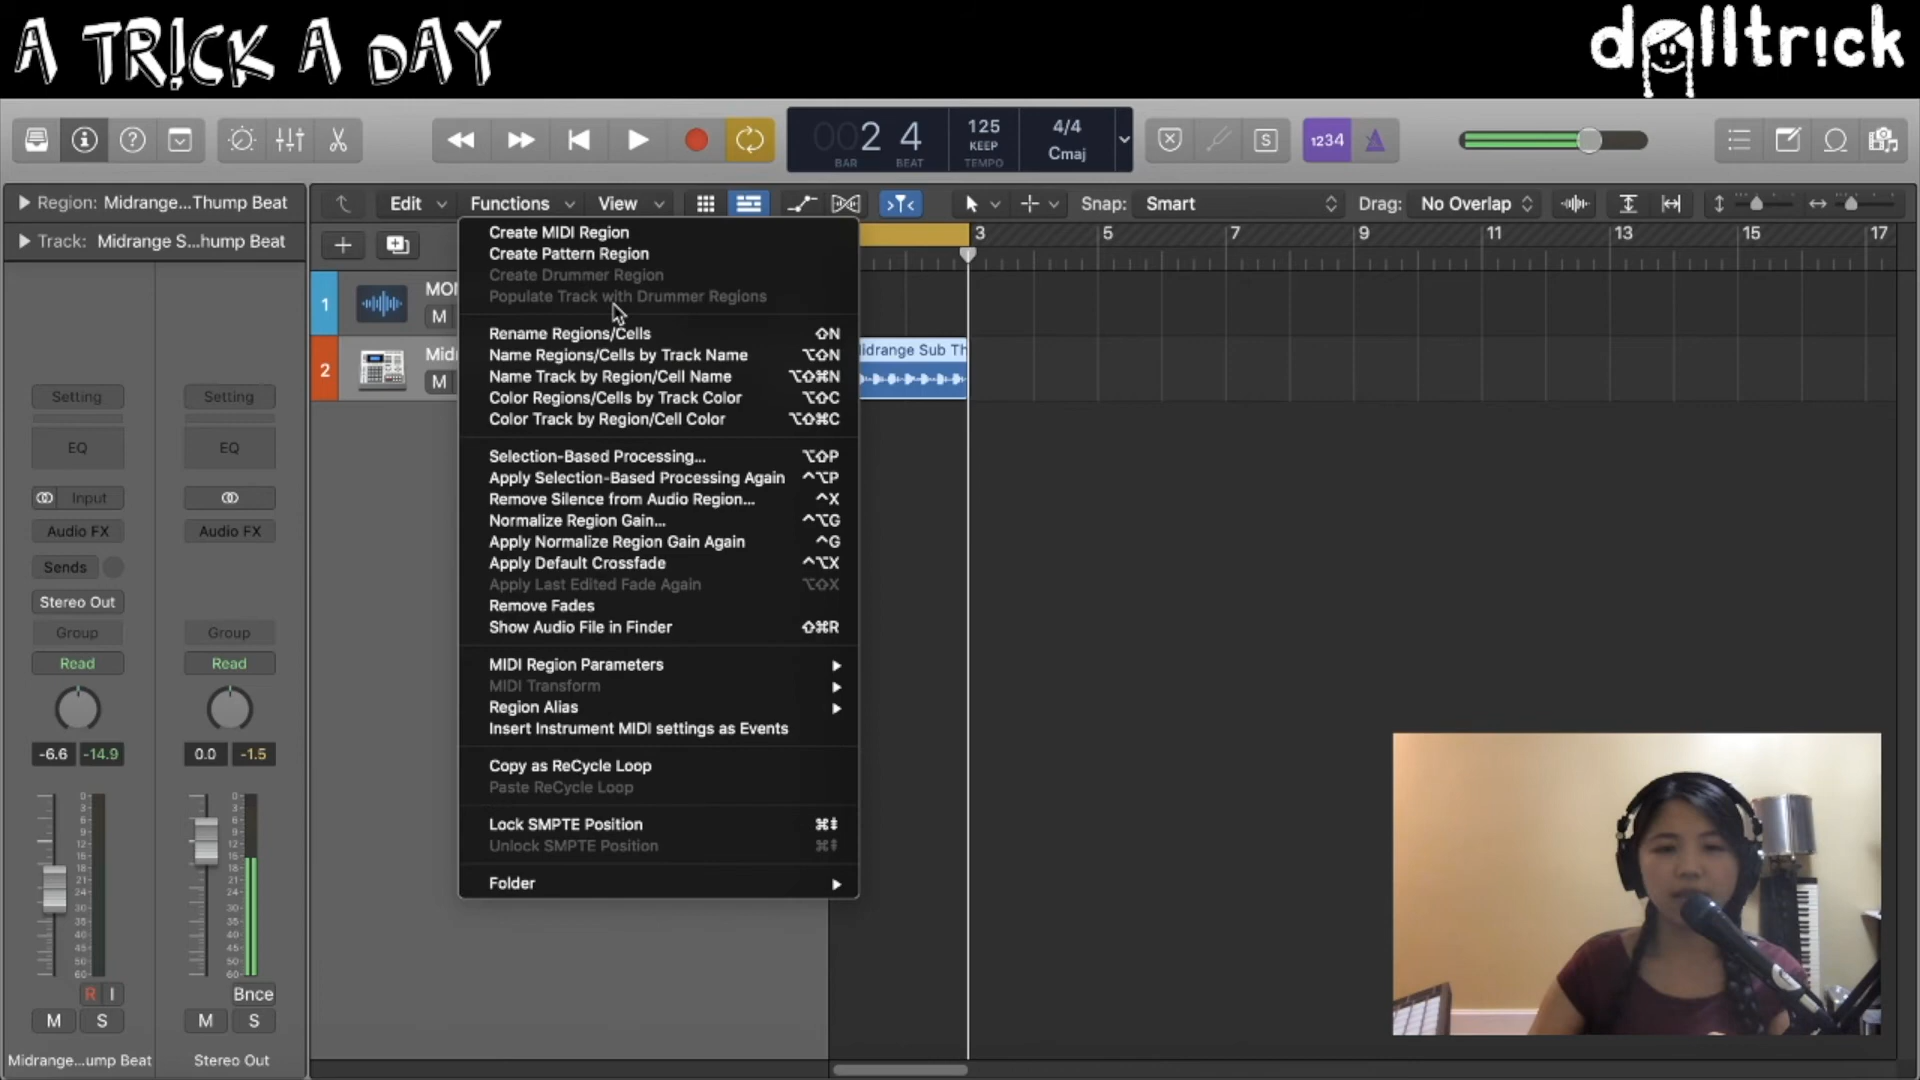 A TR!CK A DAY
dolltr!ck
002 4
BAR BEAT
125
KEEP
TEMPO
4/4
Cmaj
S
1234
Region: Midrange...Thump Beat
Track: Midrange S...hump Beat
Edit Functions View Snap: Smart Drag: No Overlap
3 5 7 9 11 13 15 17
1 MO
M
2 Mid
M
idrange Sub Th
Create MIDI Region
Create Pattern Region
Create Drummer Region
Populate Track with Drummer Regions
Rename Regions/Cells ⇧N
Name Regions/Cells by Track Name ⌥⇧N
Name Track by Region/Cell Name ⌥⇧⌘N
Color Regions/Cells by Track Color ⌥⇧C
Color Track by Region/Cell Color ⌥⇧⌘C
Selection-Based Processing... ⌥⇧P
Apply Selection-Based Processing Again ^⌥P
Remove Silence from Audio Region... ^X
Normalize Region Gain... ^⌥G
Apply Normalize Region Gain Again ^G
Apply Default Crossfade ^⌥X
Apply Last Edited Fade Again ⌥⇧X
Remove Fades
Show Audio File in Finder ⇧⌘R
MIDI Region Parameters
MIDI Transform
Region Alias
Insert Instrument MIDI settings as Events
Copy as ReCycle Loop
Paste ReCycle Loop
Lock SMPTE Position ⌘⇟
Unlock SMPTE Position ⌘⇞
Folder
Setting Setting
EQ EQ
Input
Audio FX Audio FX
Sends
Stereo Out
Group Group
Read Read
-6.6 -14.9 0.0 -1.5
R I Bnce
M S M S
Midrange...ump Beat Stereo Out